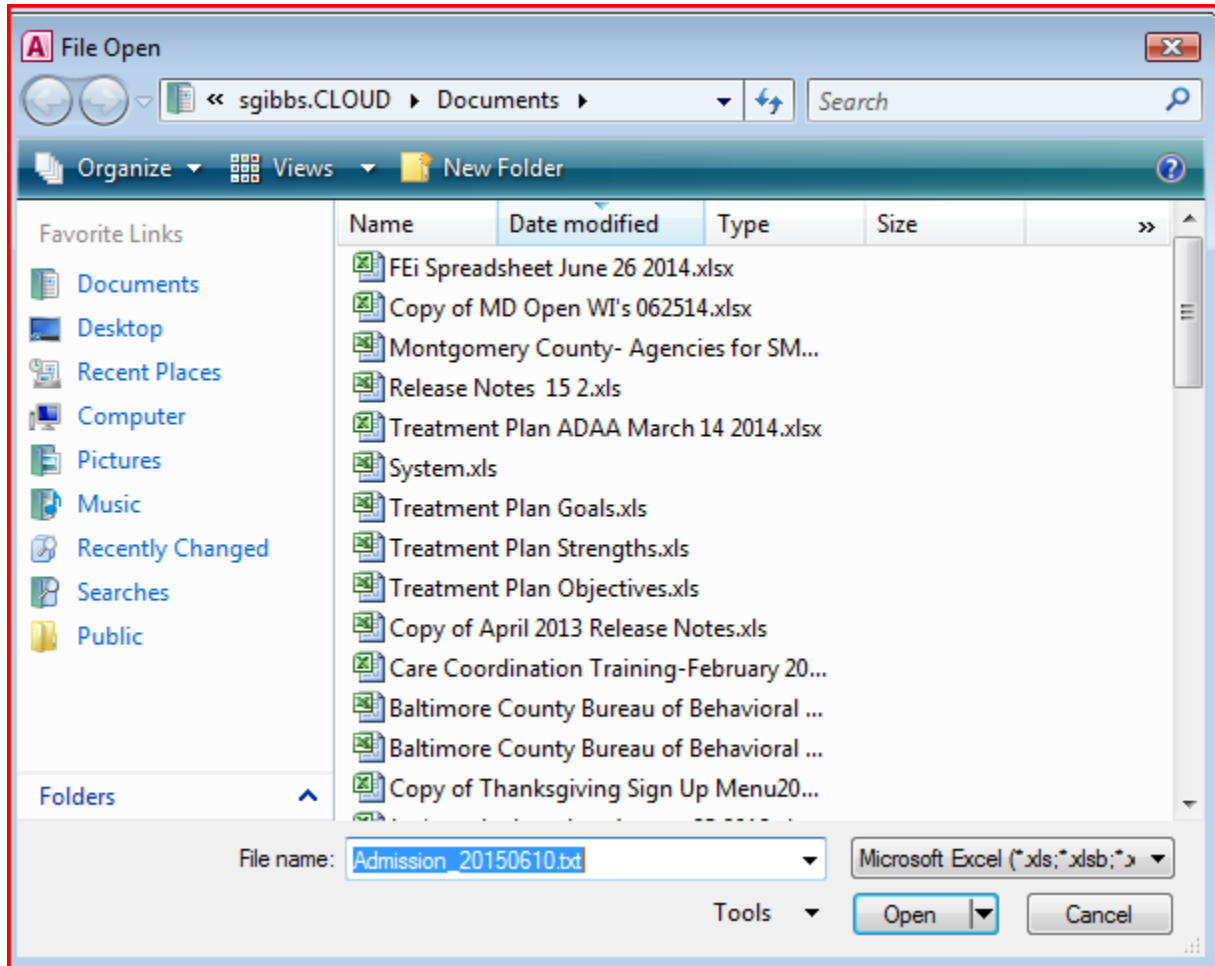 File Open
« sgibbs.CLOUD Documents Search
Organize Views New Folder
Favorite Links
Documents
Desktop
Recent Places
Computer
Pictures
Music
Recently Changed
Searches
Public
Folders
Name Date modified Type Size »
FEi Spreadsheet June 26 2014.xlsx
Copy of MD Open WI's 062514.xlsx
Montgomery County- Agencies for SM...
Release Notes 15 2.xls
Treatment Plan ADAA March 14 2014.xlsx
System.xls
Treatment Plan Goals.xls
Treatment Plan Strengths.xls
Treatment Plan Objectives.xls
Copy of April 2013 Release Notes.xls
Care Coordination Training-February 20...
Baltimore County Bureau of Behavioral ...
Baltimore County Bureau of Behavioral ...
Copy of Thanksgiving Sign Up Menu20...
File name: Admission_20150610.txt Microsoft Excel (*.xls;*.xlsb;*.x
Tools Open Cancel